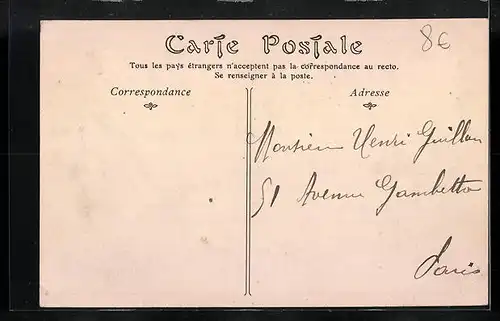 Carte Postale
8€
Tous les pays étrangers n'acceptent pas la correspondance au recto.
Se renseigner à la poste.
Correspondance
Adresse
Monsieur Henri Guillon
51 Avenue Gambetta
Paris